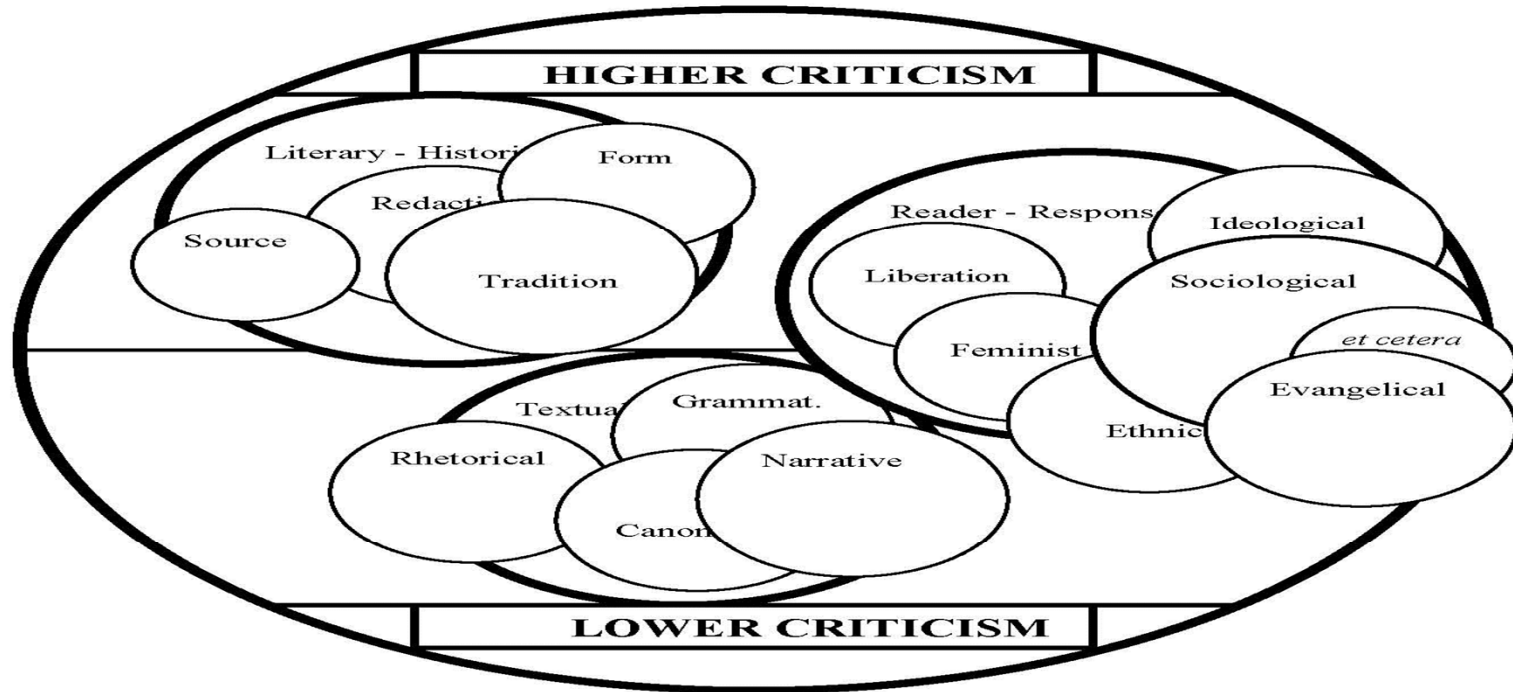 HIGHER CRITICISM
Literary - Histori
Form
Redacti
Source
Tradition
Reader - Respons
Ideological
Liberation
Sociological
Feminist
et cetera
Evangelical
Ethnic
Textual
Grammat.
Rhetorical
Narrative
Canon
LOWER CRITICISM